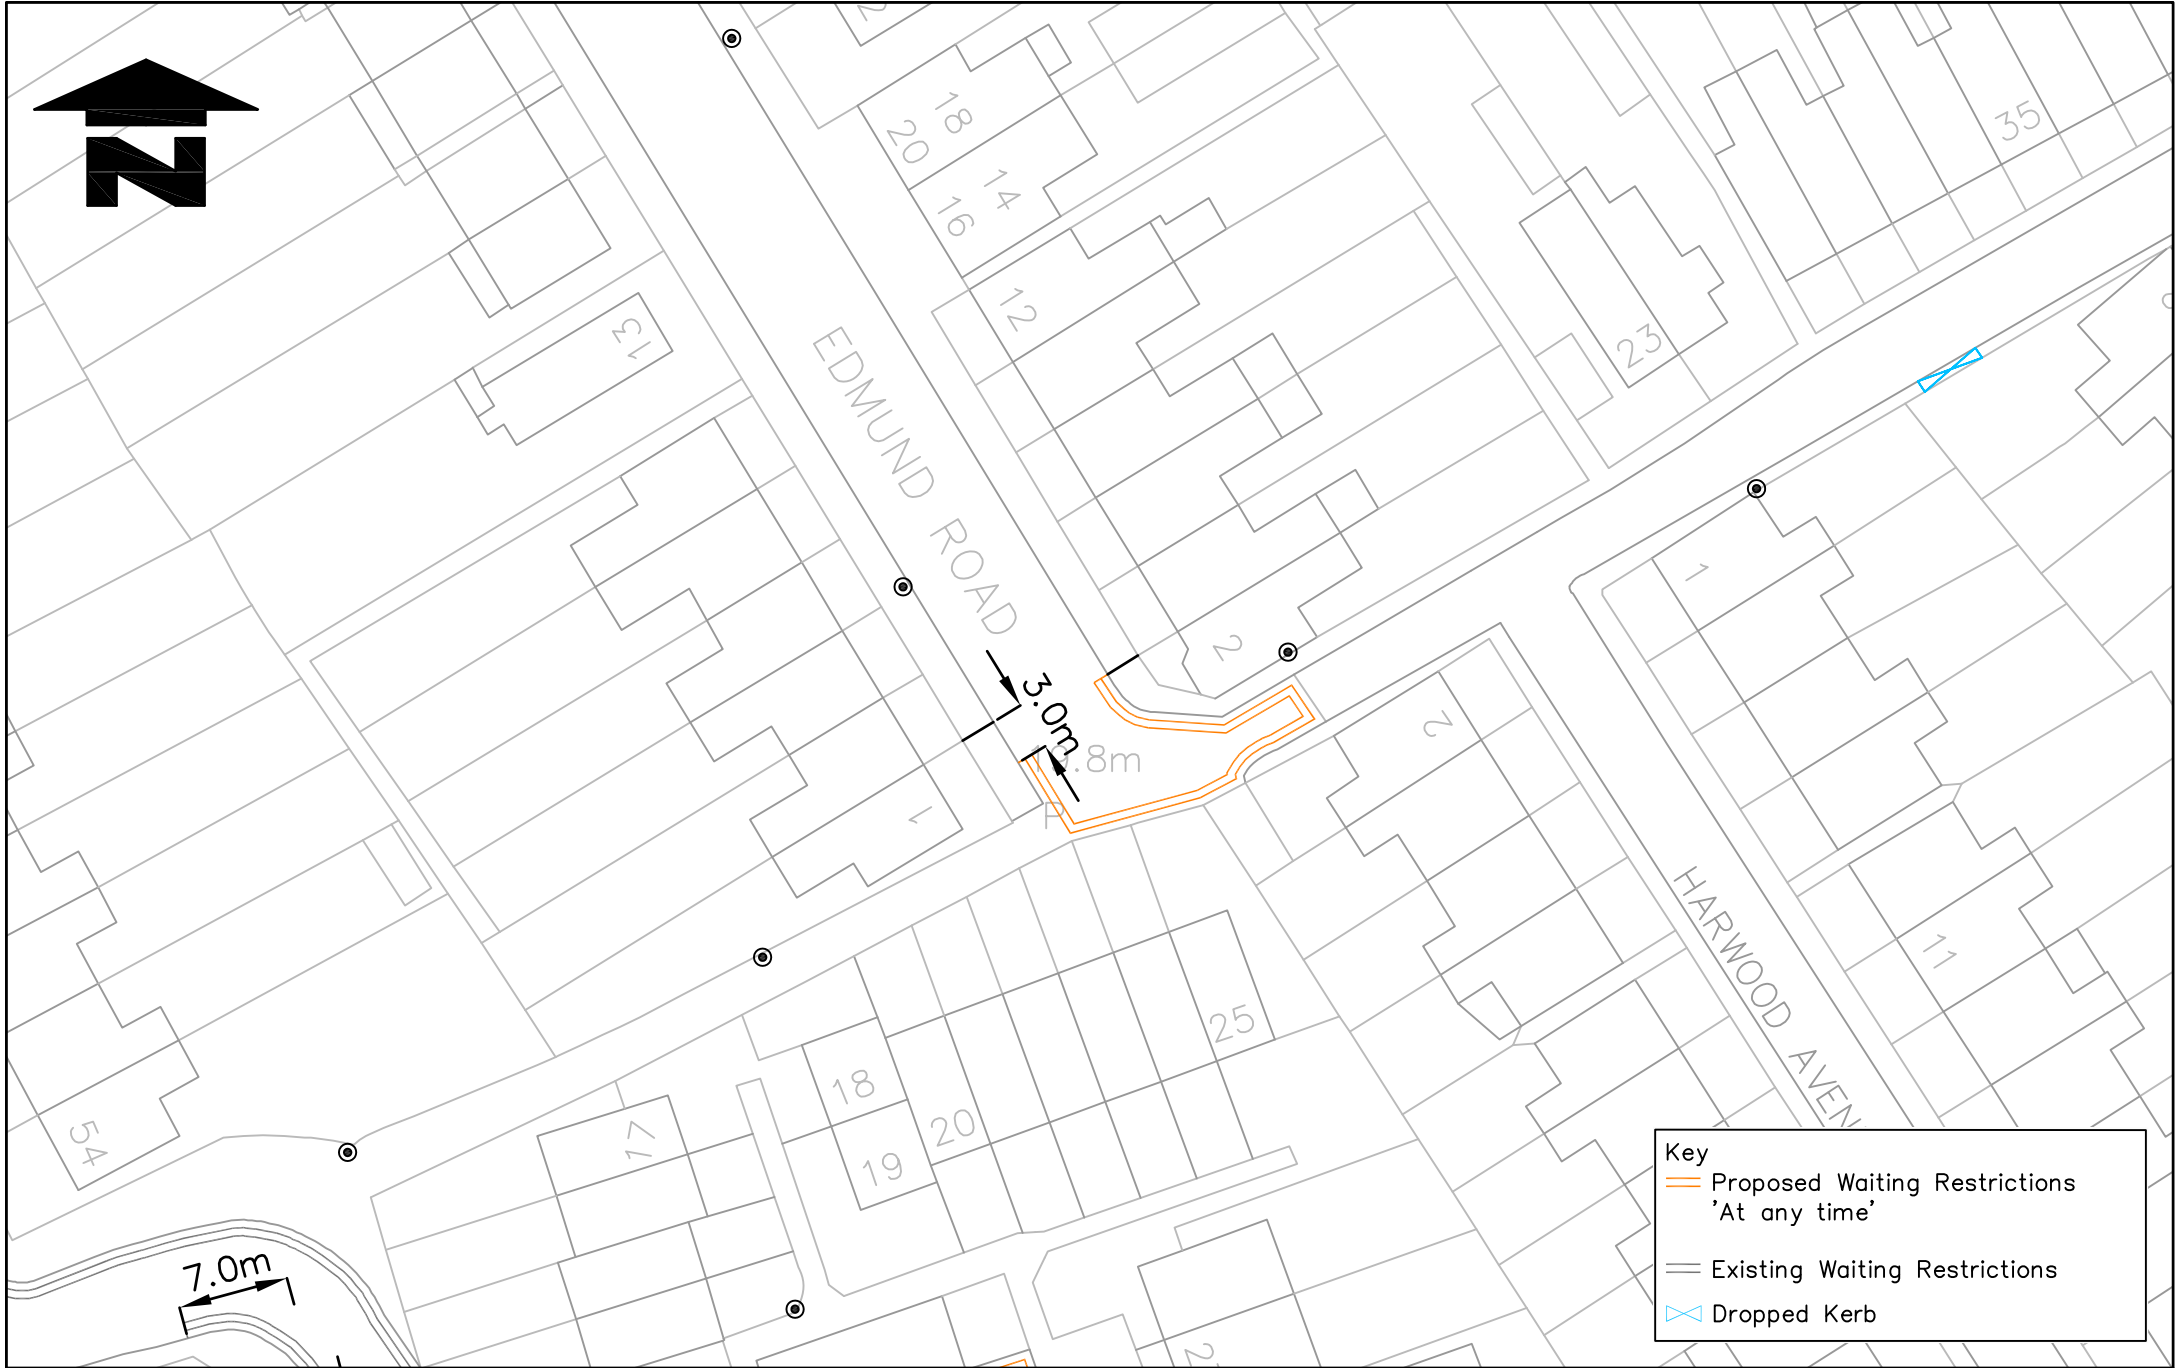 N
18
20
14
16
35
12
13
23
EDMUND ROAD
1
2
3.0m
19.8m
P
2
1
HARWOOD AVEN
11
25
18
20
19
17
54
7.0m
Key
Proposed Waiting Restrictions
'At any time'
Existing Waiting Restrictions
Dropped Kerb